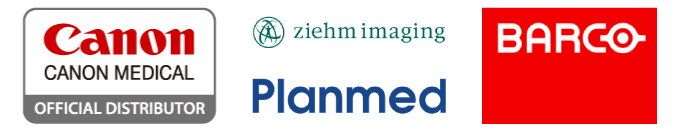 Canon
CANON MEDICAL
OFFICIAL DISTRIBUTOR
ziehm imaging
Planmed
BARCO